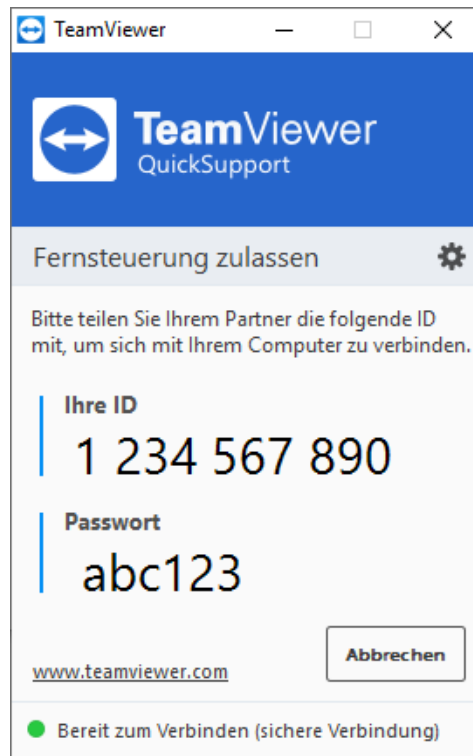 TeamViewer
TeamViewer
QuickSupport
Fernsteuerung zulassen
Bitte teilen Sie Ihrem Partner die folgende ID
mit, um sich mit Ihrem Computer zu verbinden.
Ihre ID
1 234 567 890
Passwort
abc123
Abbrechen
www.teamviewer.com
Bereit zum Verbinden (sichere Verbindung)